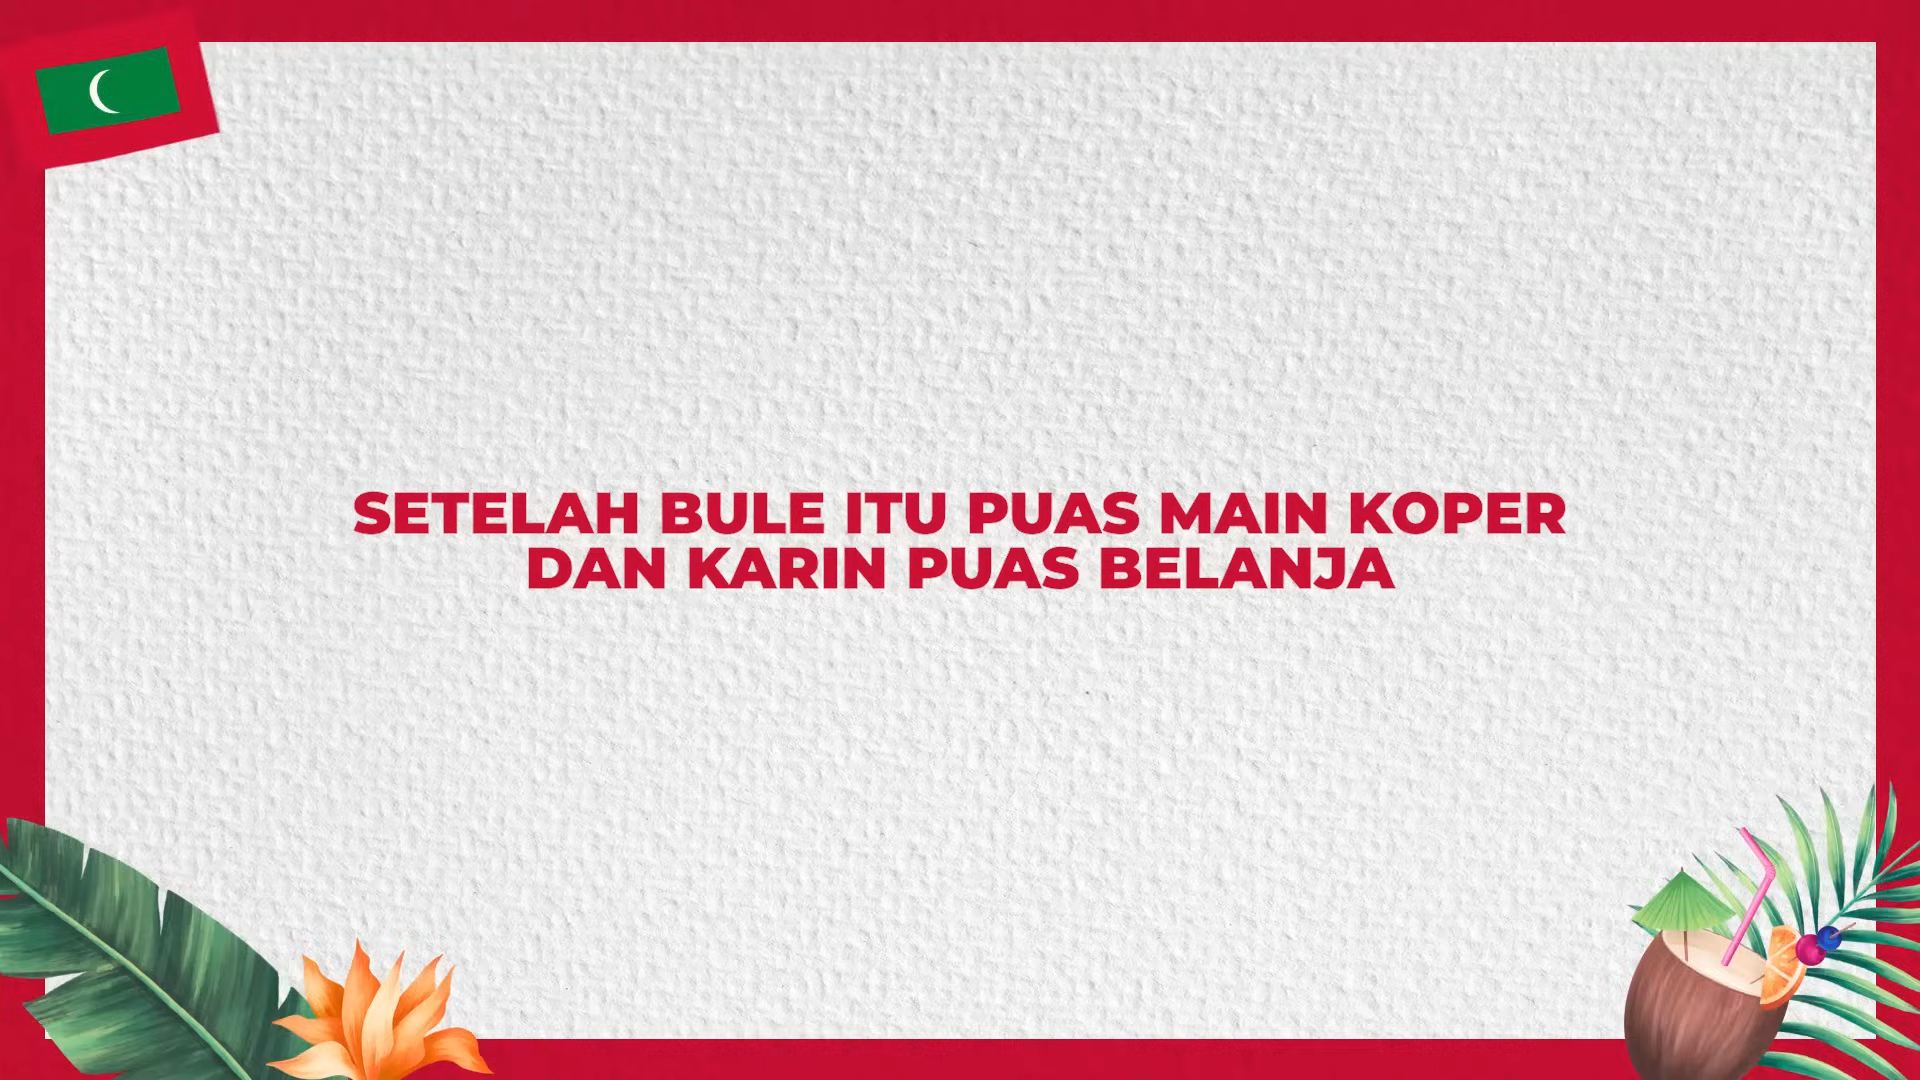 SETELAH BULE ITU PUAS MAIN KOPER
DAN KARIN PUAS BELANJA